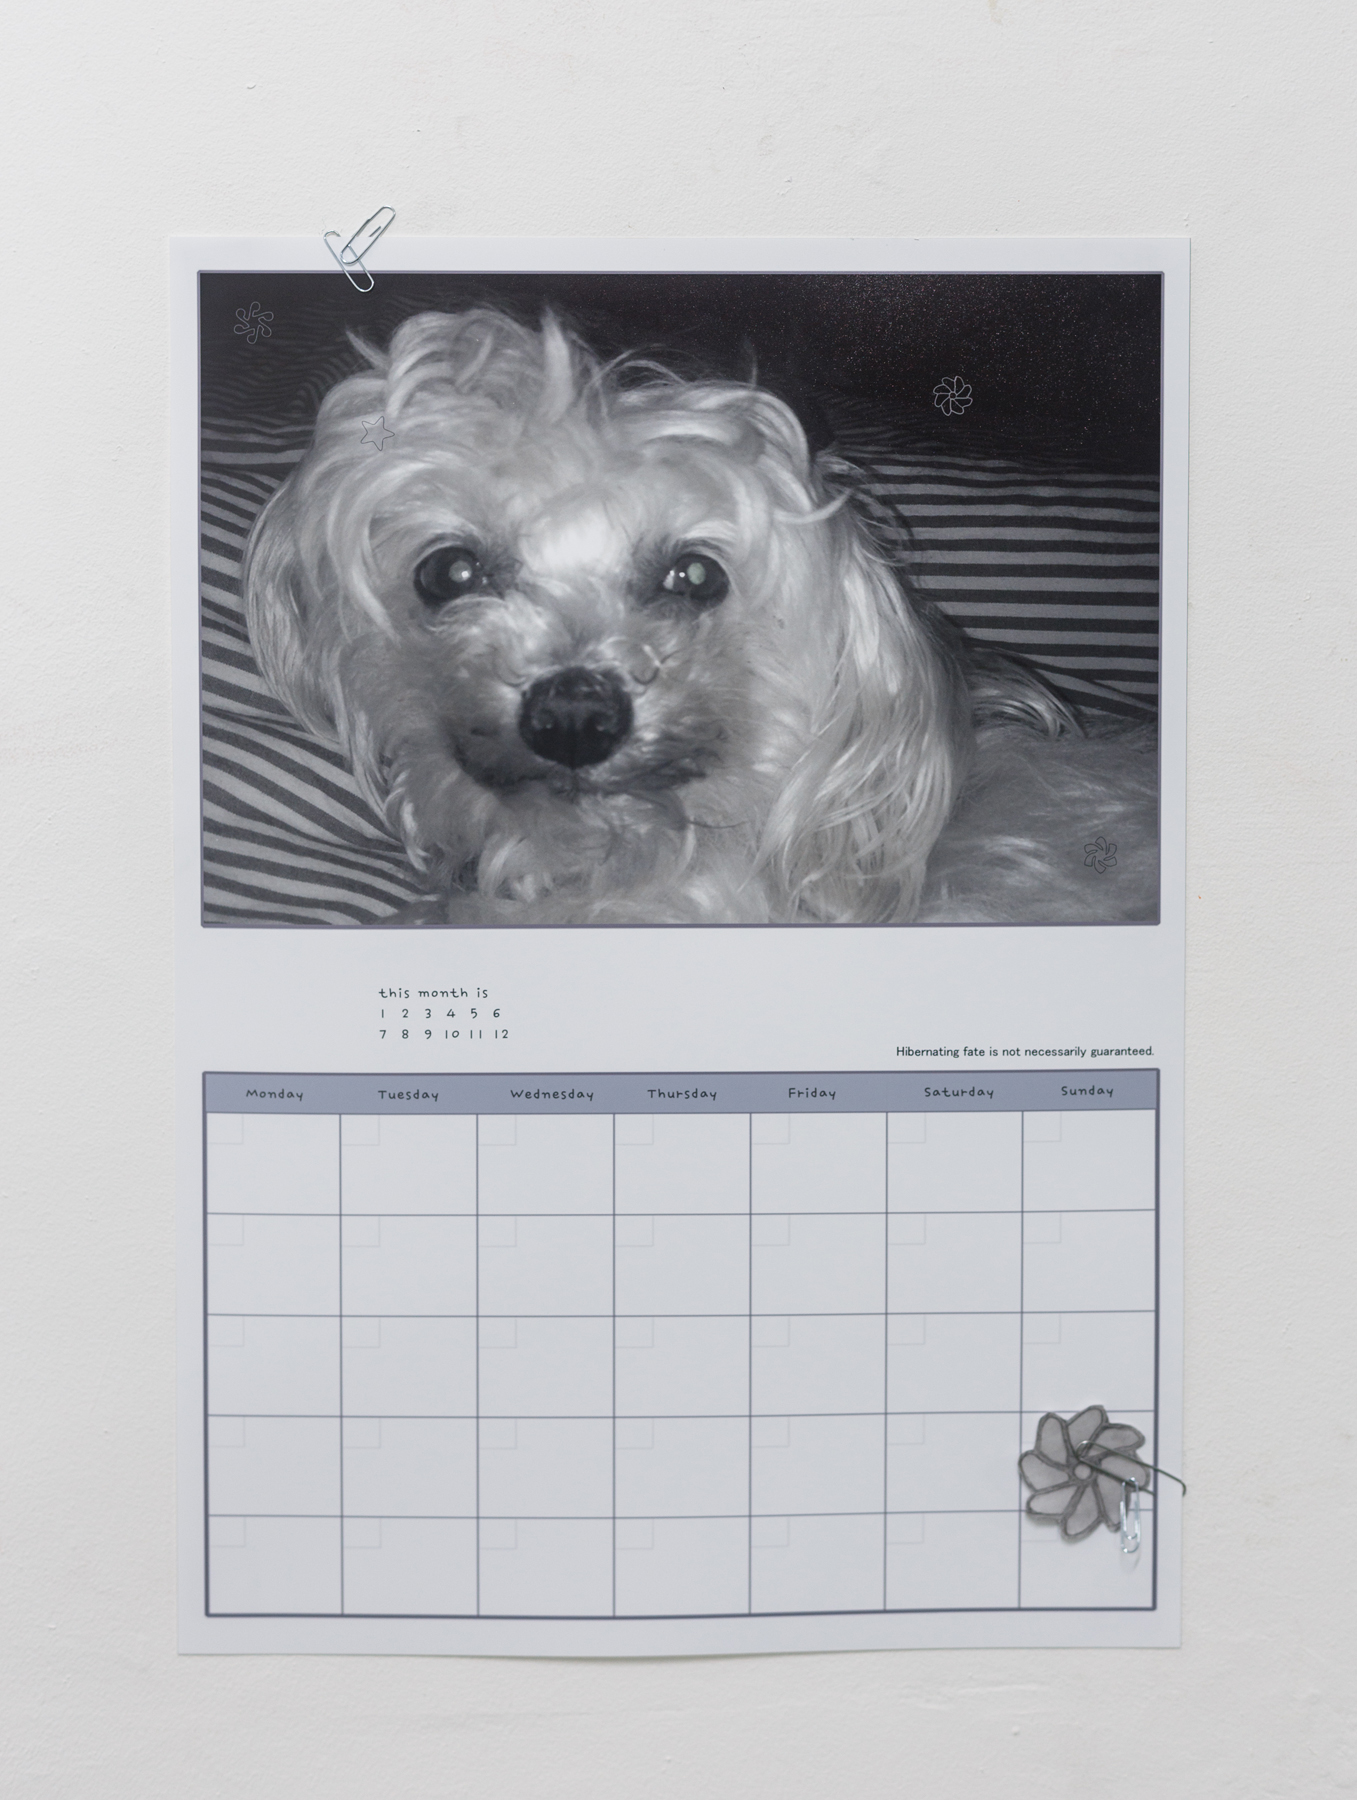 this month is
1 2 3 4 5 6
7 8 9 10 11 12
Hibernating fate is not necessarily guaranteed.
Monday Tuesday Wednesday Thursday Friday Saturday Sunday